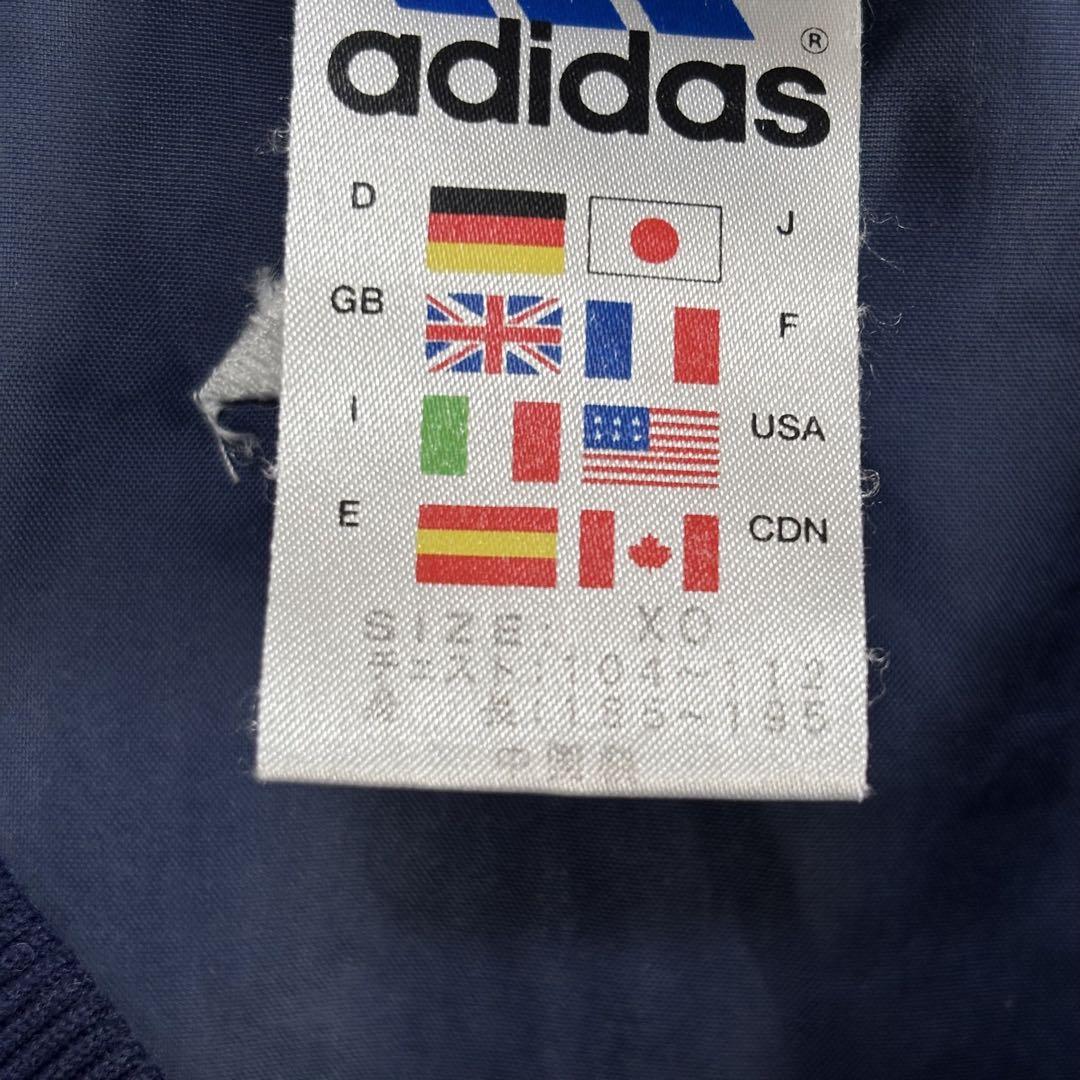 adidas®
D J
GB F
I USA
E CDN
SIZE: XO
チェスト:104~112
身 長:185~195
中国製